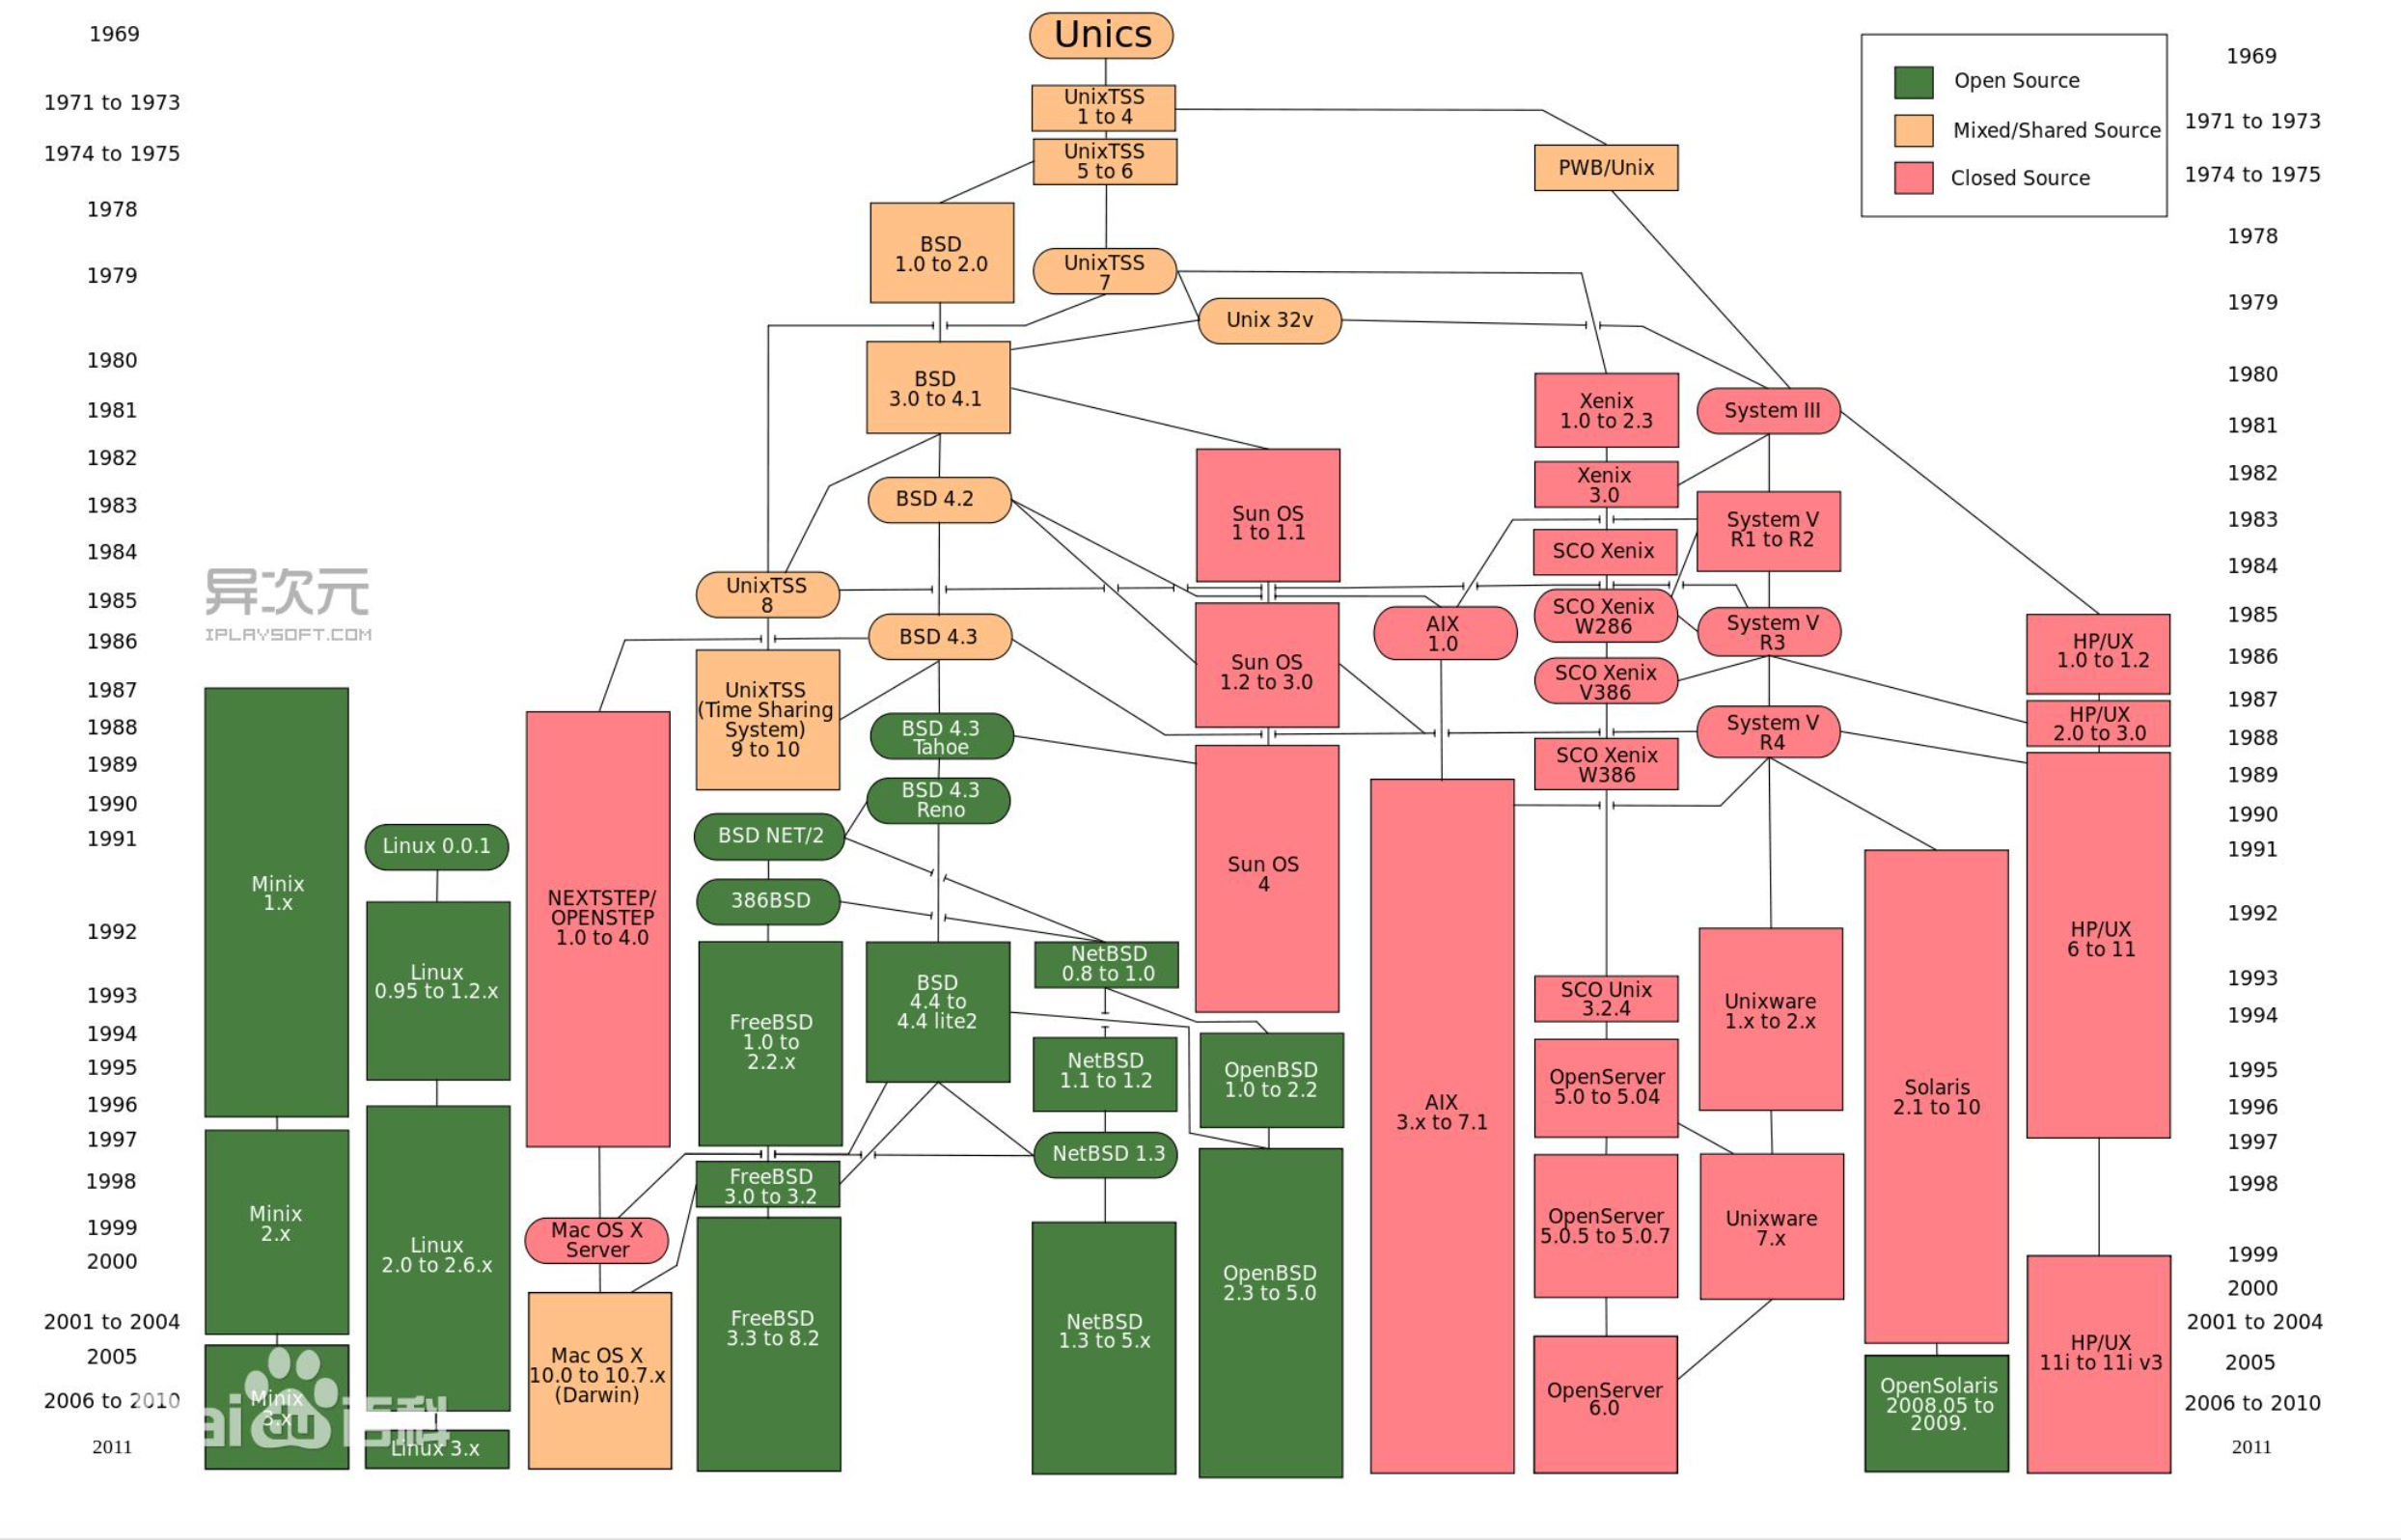 Unics
1969
1969
Open Source
Mixed/Shared Source
Closed Source
UnixTSS
1 to 4
1971 to 1973
1971 to 1973
UnixTSS
5 to 6
PWB/Unix
1974 to 1975
1974 to 1975
1978
1978
BSD
1.0 to 2.0
UnixTSS
7
1979
1979
Unix 32v
1980
1980
BSD
3.0 to 4.1
Xenix
1.0 to 2.3
System III
1981
1981
1982
1982
Xenix
3.0
BSD 4.2
1983
1983
Sun OS
1 to 1.1
System V
R1 to R2
SCO Xenix
1984
1984
异次元
IPLAYSOFT.COM
UnixTSS
8
1985
1985
SCO Xenix
W286
AIX
1.0
System V
R3
BSD 4.3
1986
1986
HP/UX
1.0 to 1.2
Sun OS
1.2 to 3.0
SCO Xenix
V386
1987
1987
UnixTSS
(Time Sharing
System)
9 to 10
HP/UX
2.0 to 3.0
1988
1988
BSD 4.3
Tahoe
System V
R4
SCO Xenix
W386
1989
1989
BSD 4.3
Reno
1990
1990
BSD NET/2
1991
1991
Linux 0.0.1
Sun OS
4
Minix
1.x
386BSD
NEXTSTEP/
OPENSTEP
1.0 to 4.0
1992
1992
HP/UX
6 to 11
NetBSD
0.8 to 1.0
Linux
0.95 to 1.2.x
BSD
4.4 to
4.4 lite2
1993
1993
SCO Unix
3.2.4
Unixware
1.x to 2.x
1994
1994
FreeBSD
1.0 to
2.2.x
NetBSD
1.1 to 1.2
OpenBSD
1.0 to 2.2
1995
1995
OpenServer
5.0 to 5.04
Solaris
2.1 to 10
AIX
3.x to 7.1
1996
1996
1997
1997
NetBSD 1.3
1998
1998
FreeBSD
3.0 to 3.2
Minix
2.x
Mac OS X
Server
OpenServer
5.0.5 to 5.0.7
Unixware
7.x
1999
1999
Linux
2.0 to 2.6.x
2000
2000
OpenBSD
2.3 to 5.0
FreeBSD
3.3 to 8.2
NetBSD
1.3 to 5.x
2001 to 2004
2001 to 2004
HP/UX
11i to 11i v3
Mac OS X
10.0 to 10.7.x
(Darwin)
2005
2005
Minix
3.x
OpenServer
6.0
OpenSolaris
2008.05 to
2009.
2006 to 2010
2006 to 2010
ai du 百科
Linux 3.x
2011
2011